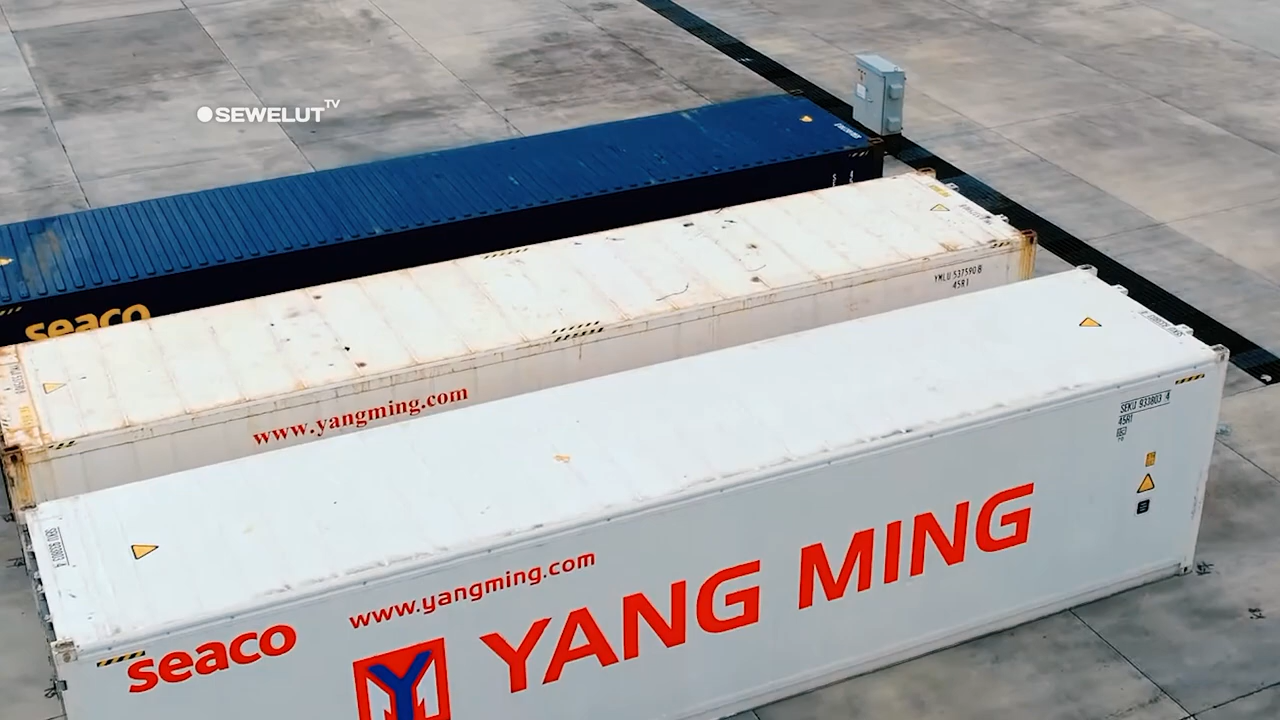 SEWELUT TV
seaco
YMLU 537590 8
45R1
www.yangming.com
SEKU 933803 4
45R1
www.yangming.com
YANG MING
seaco